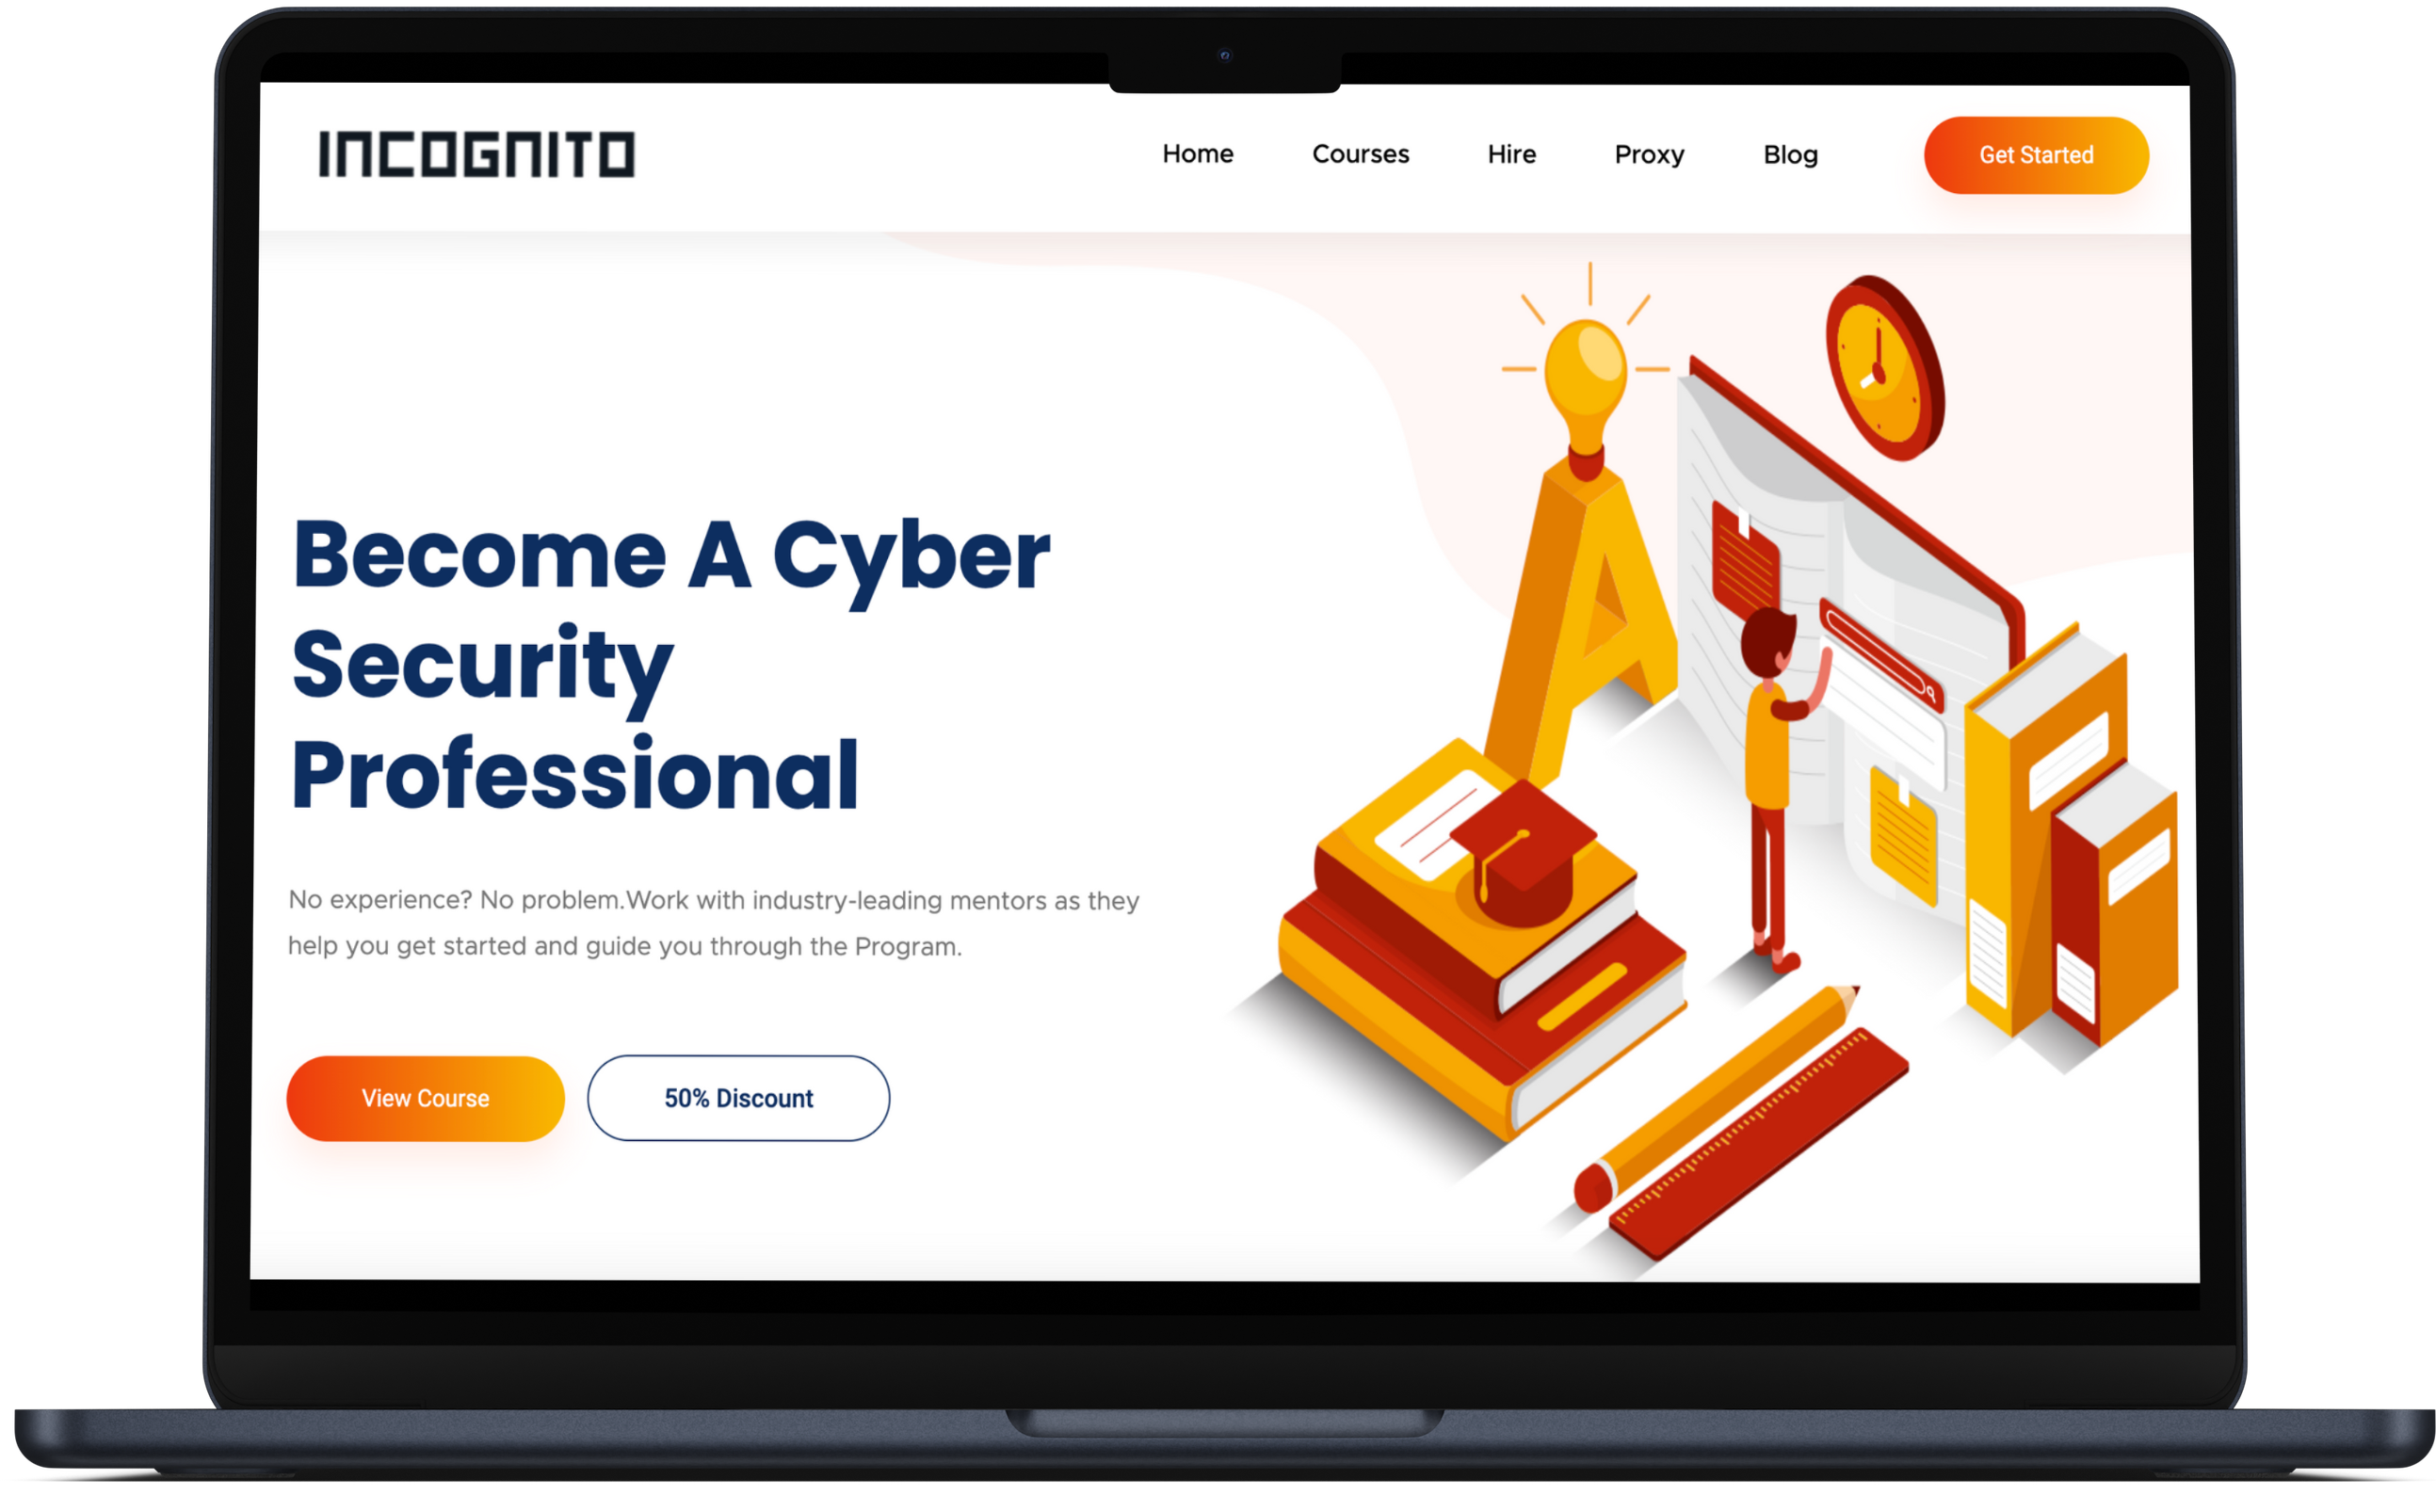 INCOGNITO
Home Courses Hire Proxy Blog Get Started
Become A Cyber
Security
Professional
No experience? No problem.Work with industry-leading mentors as they
help you get started and guide you through the Program.
View Course 50% Discount
A